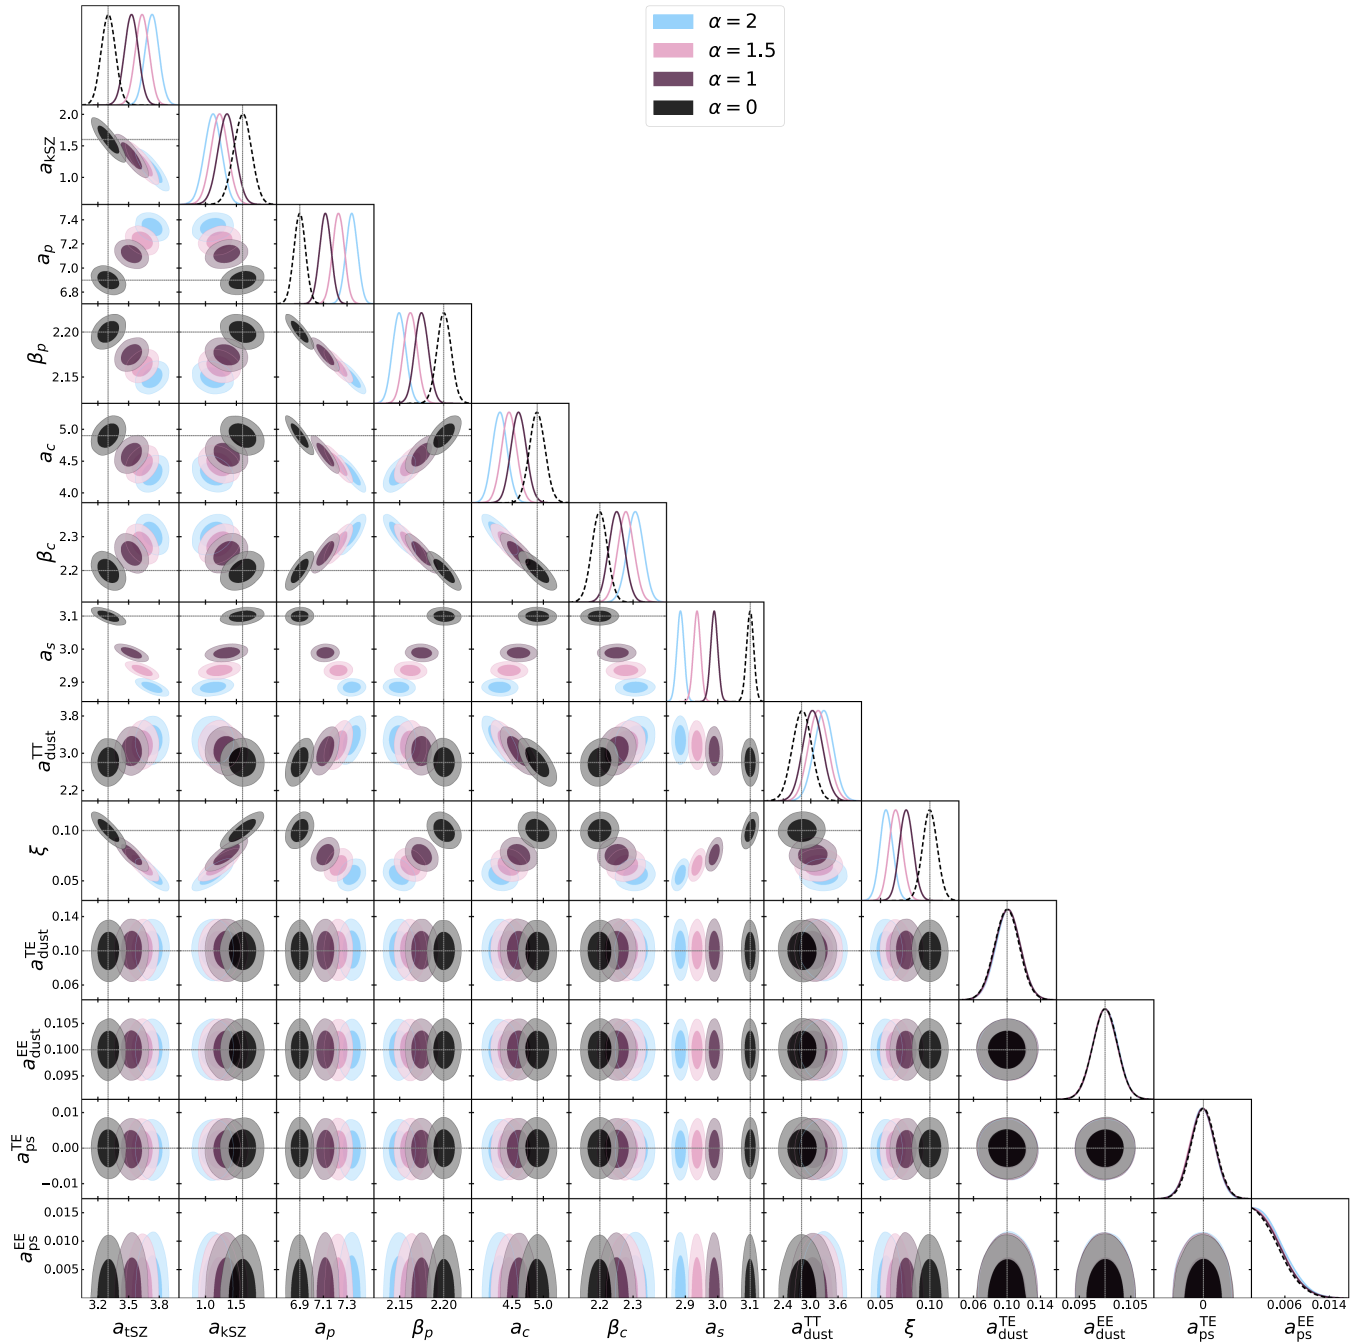 α = 2
α = 1.5
α = 1
α = 0
2.0
1.5
1.0
a_kSZ
7.4
7.2
7.0
6.8
a_p
2.20
2.15
β_p
5.0
4.5
4.0
a_c
2.3
2.2
β_c
3.1
3.0
2.9
a_s
3.8
3.0
2.2
a_dust^TT
0.10
0.05
ξ
0.14
0.10
0.06
a_dust^TE
0.105
0.100
0.095
a_dust^EE
0.01
0.00
−0.01
a_ps^TE
0.015
0.010
0.005
a_ps^EE
3.2 3.5 3.8 1.0 1.5 6.9 7.1 7.3 2.15 2.20 4.5 5.0 2.2 2.3 2.9 3.0 3.1 2.4 3.0 3.6 0.05 0.10 0.06 0.10 0.14 0.095 0.105 0 0.006 0.014
a_tSZ a_kSZ a_p β_p a_c β_c a_s a_dust^TT ξ a_dust^TE a_dust^EE a_ps^TE a_ps^EE